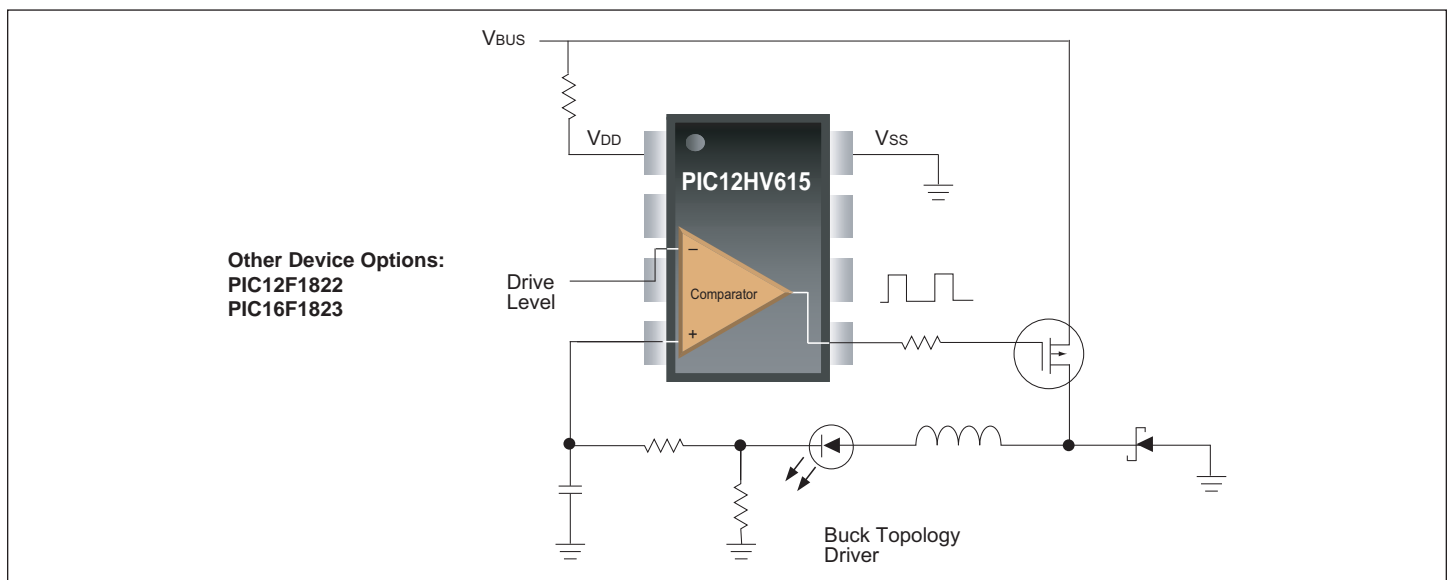 VBUS
VDD
VSS
PIC12HV615
Other Device Options:
PIC12F1822
PIC16F1823
Drive
Level
−
Comparator
+
Buck Topology
Driver